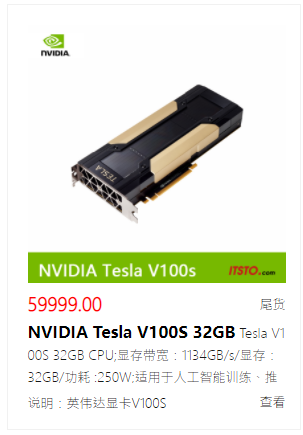 NVIDIA.
TESLA
NVIDIA Tesla V100s
ITSTO.com
59999.00 尾货
NVIDIA Tesla V100S 32GB Tesla V1
00S 32GB CPU;显存带宽：1134GB/s/显存：
32GB/功耗 :250W;适用于人工智能训练、推
说明：英伟达显卡V100S 查看